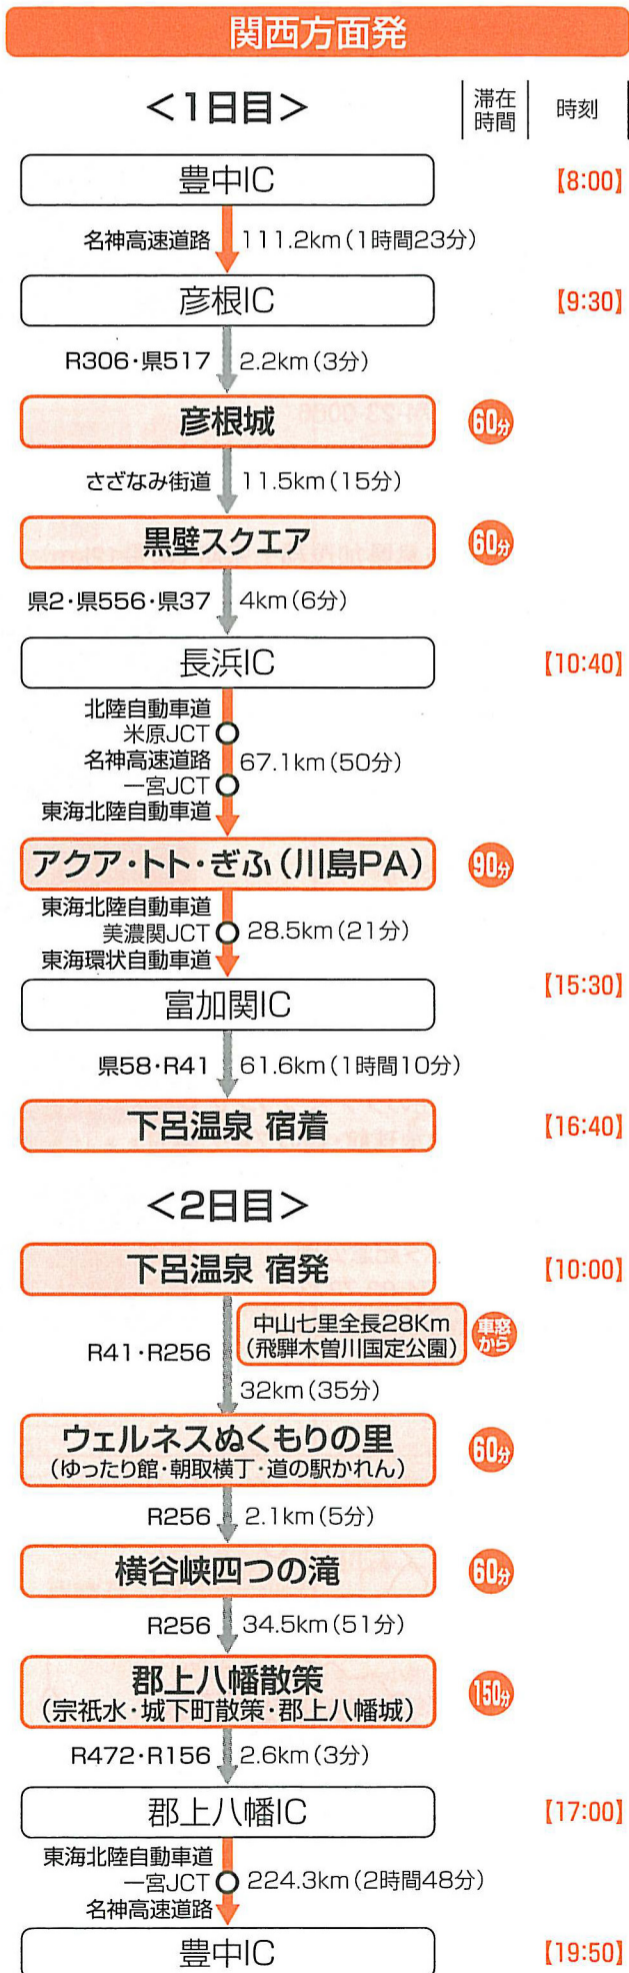 関西方面発
＜1日目＞
滞在
時間
時刻
豊中IC
【8:00】
名神高速道路 111.2km(1時間23分)
彦根IC
【9:30】
R306・県517 2.2km(3分)
彦根城
60分
さざなみ街道 11.5km(15分)
黒壁スクエア
60分
県2・県556・県37 4km(6分)
長浜IC
【10:40】
北陸自動車道
米原JCT
名神高速道路 67.1km(50分)
一宮JCT
東海北陸自動車道
アクア・トト・ぎふ(川島PA)
90分
東海北陸自動車道
美濃関JCT 28.5km(21分)
東海環状自動車道
富加関IC
【15:30】
県58・R41 61.6km(1時間10分)
下呂温泉 宿着
【16:40】
＜2日目＞
下呂温泉 宿発
【10:00】
中山七里全長28Km
(飛騨木曽川国定公園)
車窓
から
R41・R256
32km(35分)
ウェルネスぬくもりの里
(ゆったり館・朝取横丁・道の駅かれん)
60分
R256 2.1km(5分)
横谷峡四つの滝
60分
R256 34.5km(51分)
郡上八幡散策
(宗祇水・城下町散策・郡上八幡城)
150分
R472・R156 2.6km(3分)
郡上八幡IC
【17:00】
東海北陸自動車道
一宮JCT 224.3km(2時間48分)
名神高速道路
豊中IC
【19:50】